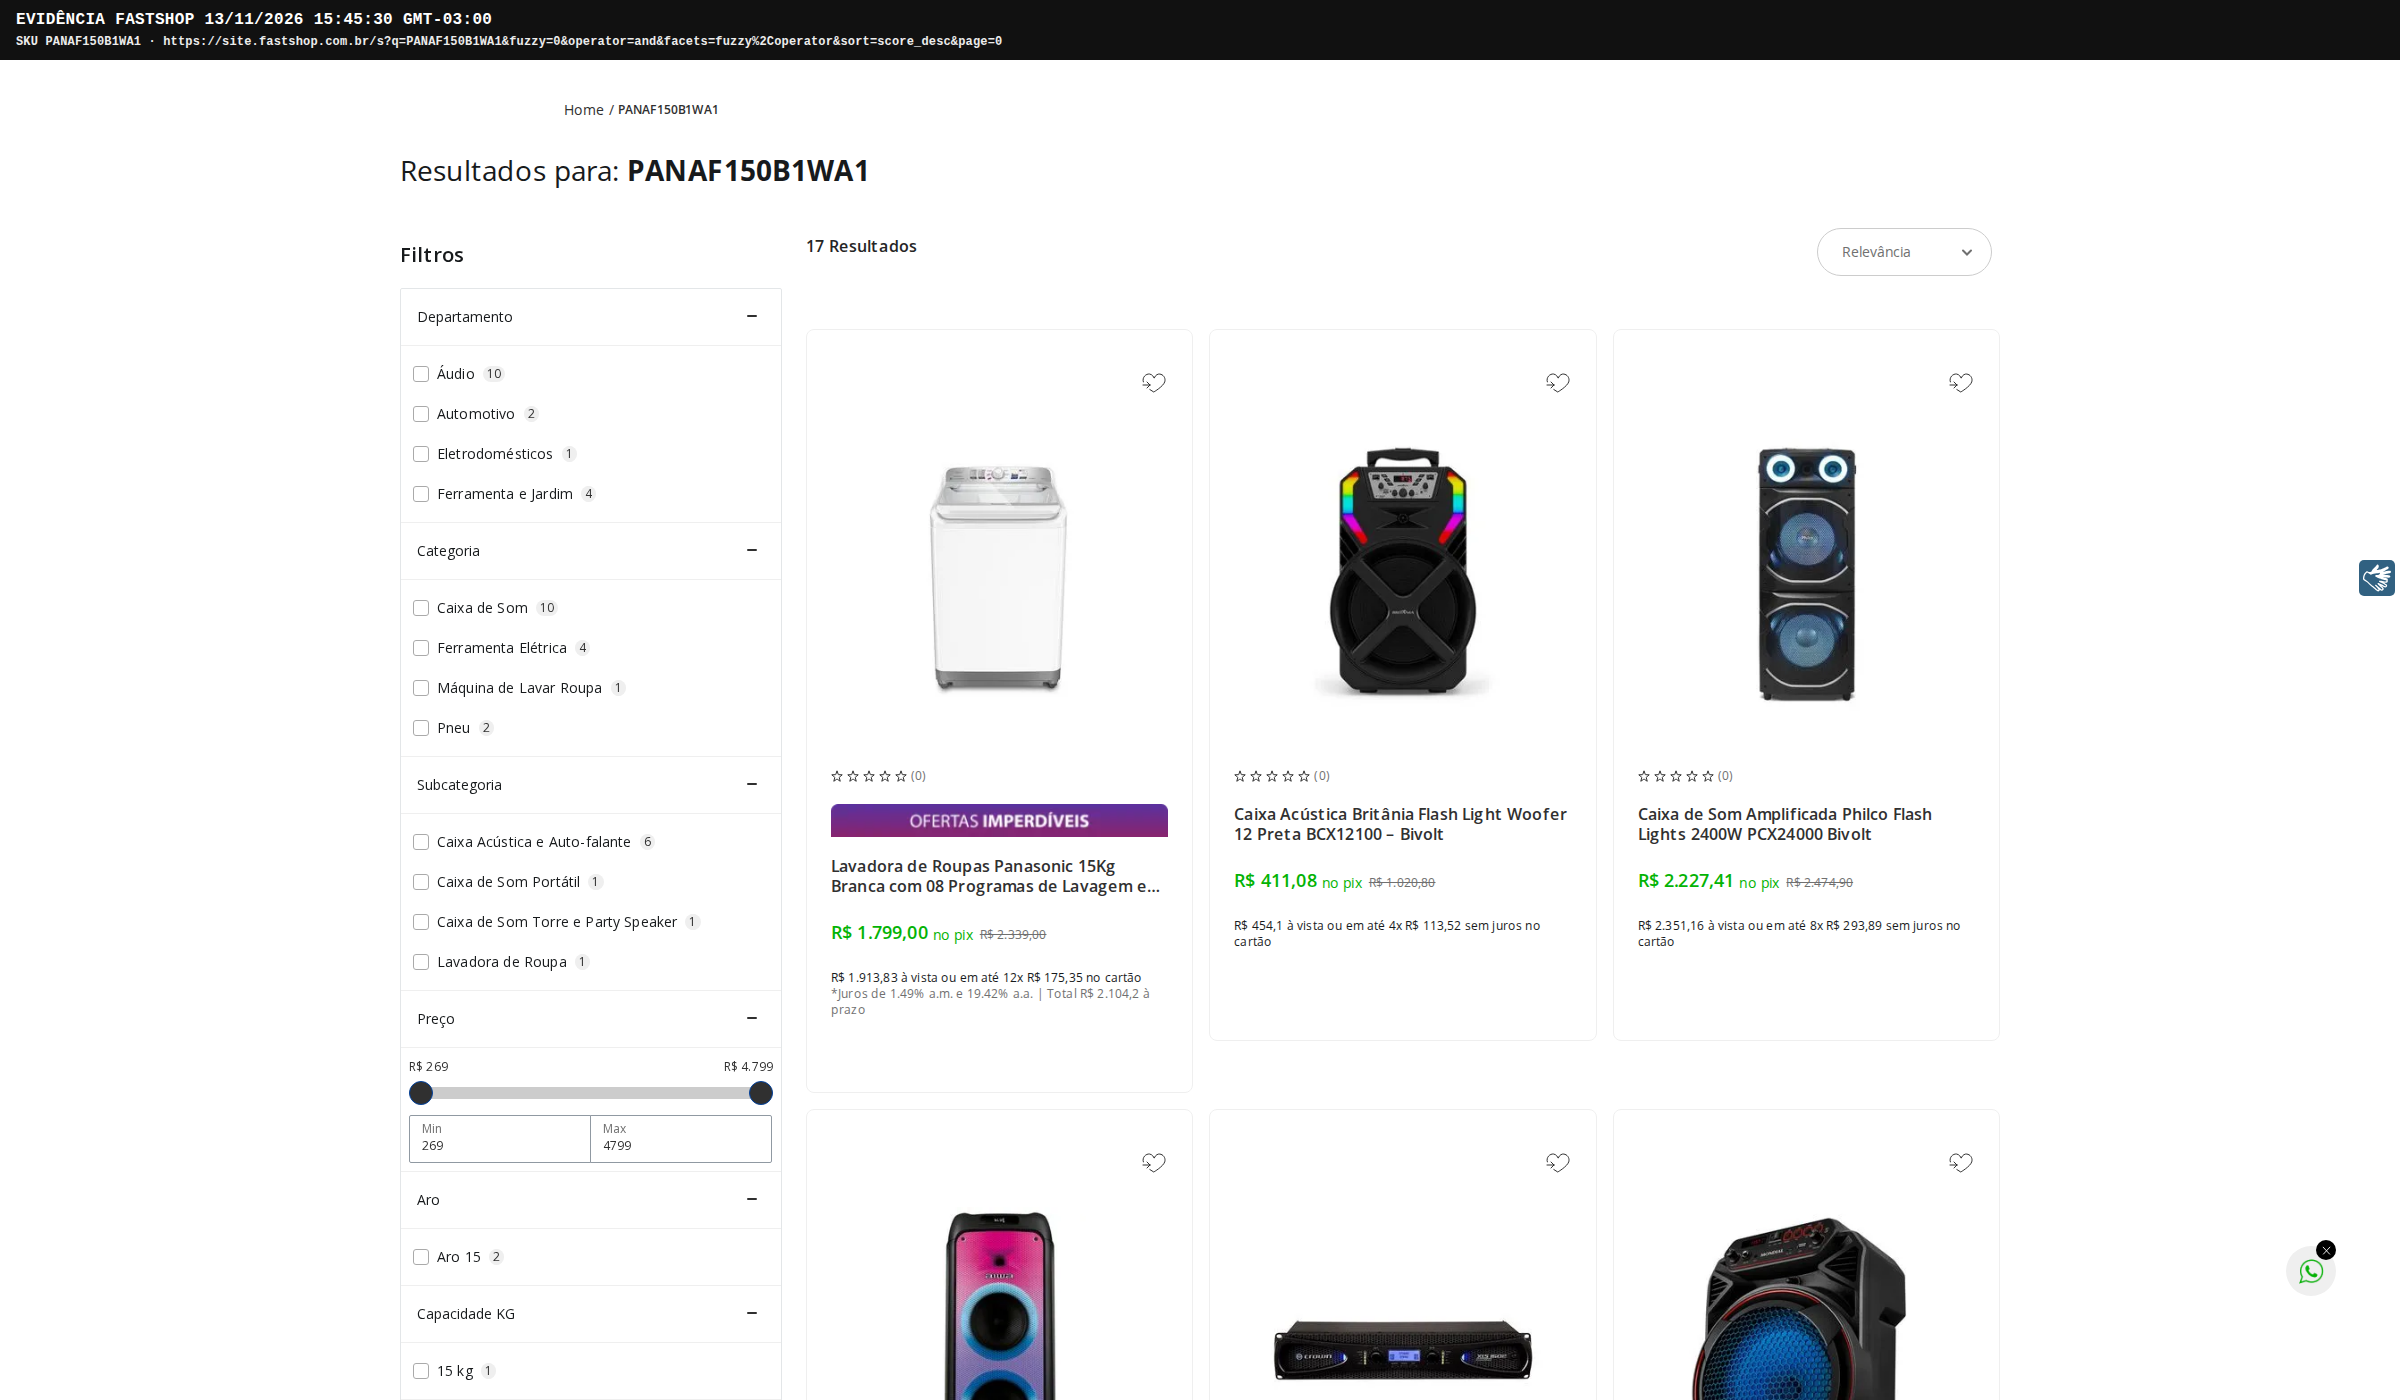 EVIDÊNCIA FASTSHOP 13/11/2026 15:45:30 GMT-03:00
SKU PANAF150B1WA1 · https://site.fastshop.com.br/s?q=PANAF150B1WA1&fuzzy=0&operator=and&facets=fuzzy%2Coperator&sort=score_desc&page=0
Home / PANAF150B1WA1
Resultados para: PANAF150B1WA1
Filtros
17 Resultados
Relevância
Departamento
Áudio 10
Automotivo 2
Eletrodomésticos 1
Ferramenta e Jardim 4
Categoria
Caixa de Som 10
Ferramenta Elétrica 4
Máquina de Lavar Roupa 1
Pneu 2
Subcategoria
Caixa Acústica e Auto-falante 6
Caixa de Som Portátil 1
Caixa de Som Torre e Party Speaker 1
Lavadora de Roupa 1
Preço
R$ 269 R$ 4.799
Min Max
269 4799
Aro
Aro 15 2
Capacidade KG
15 kg 1
(0)
OFERTAS IMPERDÍVEIS
Lavadora de Roupas Panasonic 15Kg
Branca com 08 Programas de Lavagem e...
R$ 1.799,00 no pix R$ 2.339,00
R$ 1.913,83 à vista ou em até 12x R$ 175,35 no cartão
*Juros de 1.49% a.m. e 19.42% a.a. | Total R$ 2.104,2 à
prazo
(0)
Caixa Acústica Britânia Flash Light Woofer
12 Preta BCX12100 – Bivolt
R$ 411,08 no pix R$ 1.020,80
R$ 454,1 à vista ou em até 4x R$ 113,52 sem juros no
cartão
(0)
Caixa de Som Amplificada Philco Flash
Lights 2400W PCX24000 Bivolt
R$ 2.227,41 no pix R$ 2.474,90
R$ 2.351,16 à vista ou em até 8x R$ 293,89 sem juros no
cartão
aiwa
crown
MONDIAL